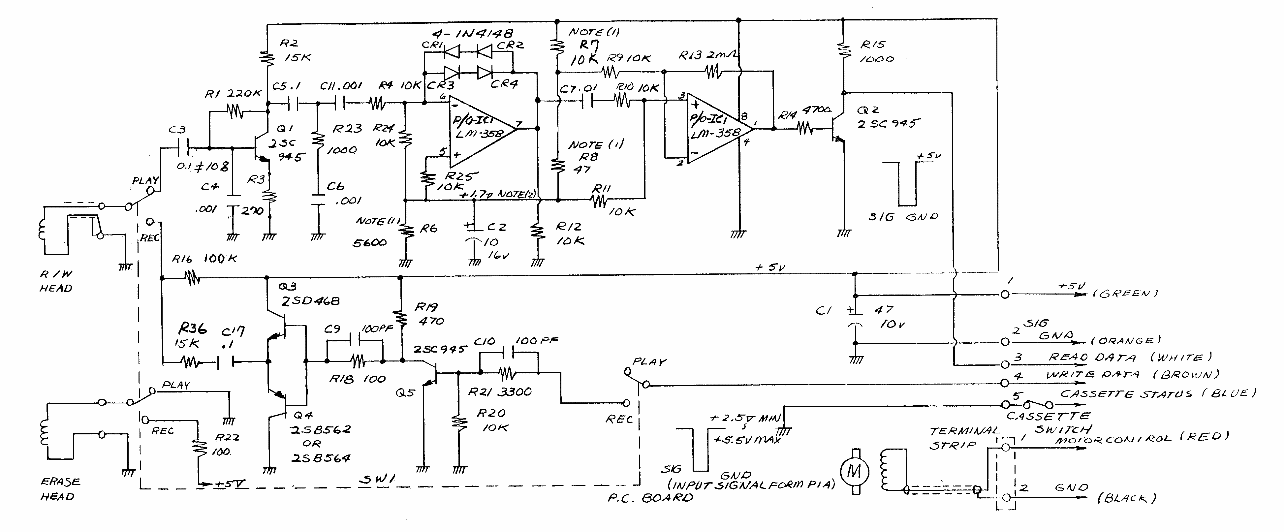 4-1N4148
CR1
CR2
CR3
CR4
R2
15K
R1 220K
C5.1
C11.001
R4 10K
C3
0.1 ± 10%
Q1
2SC
945
R23
1000
R24
10K
6
5
7
P/O-IC1
LM-358
R25
10K
C7.01
R10 10K
NOTE(1)
R7
10K
R9 10K
R13 2mΩ
3
2
8
1
4
P/O-IC1
LM-358
R14 4700
Q2
2SC945
R15
1000
+5V
SIG GND
PLAY
REC
C4
.001
R3
270
C6
.001
NOTE(1)
5600
R6
+1.7V NOTE(2)
C2
10
16V
NOTE(1)
R8
47
R11
10K
R12
10K
R/W
HEAD
R16 100K
+5V
Q3
2SD468
R36
15K
C17
.1
C9
100PF
R18 100
R19
470
2SC945
Q5
C10
100PF
R21 3300
R20
10K
Q4
2SB562
OR
2SB564
PLAY
REC
R22
100
+5V
SW1
ERASE
HEAD
PLAY
REC
P.C. BOARD
+2.5V MIN
+5.5V MAX
SIG
GND
(INPUT SIGNAL FORM PIA)
C1
47
10V
1
+5V
(GREEN)
2
SIG
GND
(ORANGE)
3
READ DATA (WHITE)
4
WRITE DATA (BROWN)
5
CASSETTE STATUS (BLUE)
CASSETTE
SWITCH
TERMINAL
STRIP
M
1
MOTOR CONTROL (RED)
2
GND
(BLACK)